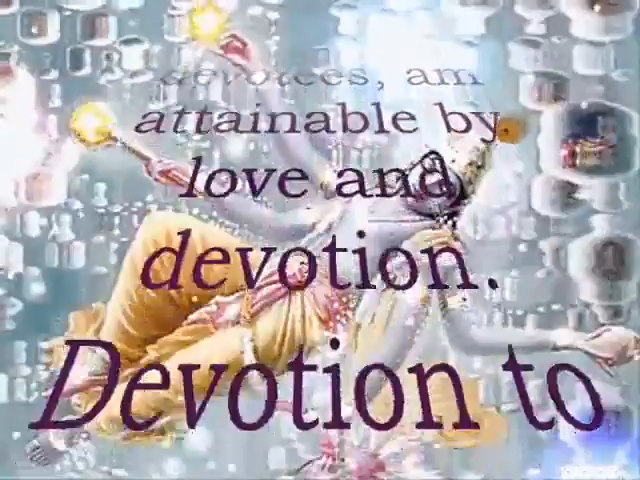 devotees, am
attainable by
love and
devotion.
Devotion to